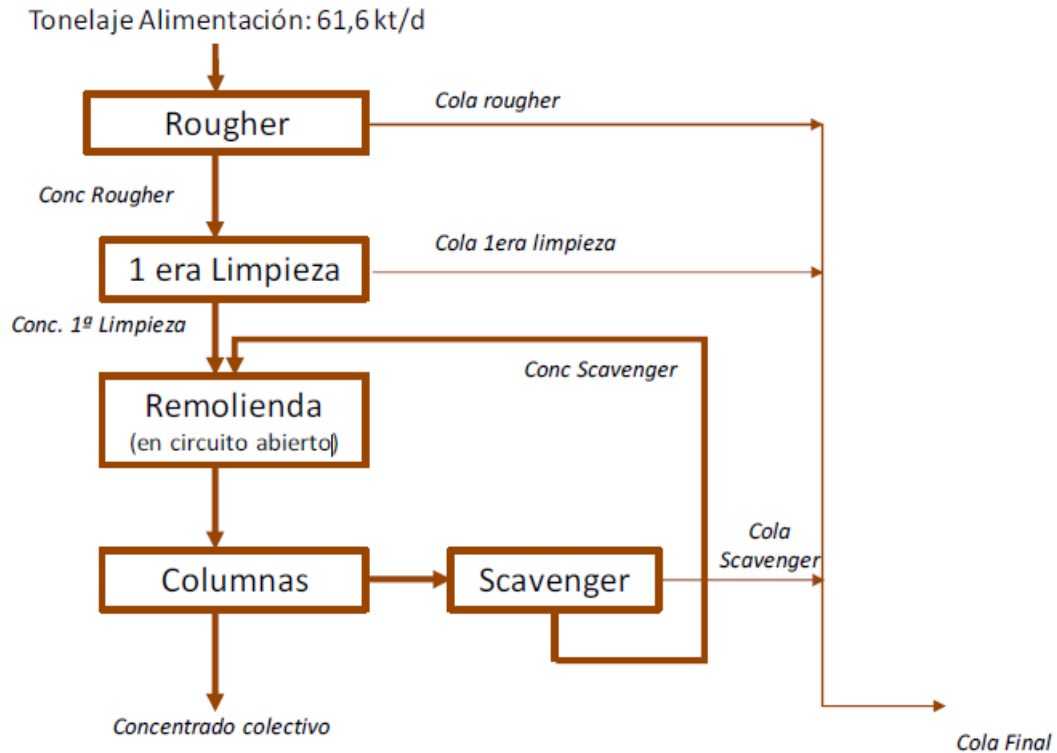 Tonelaje Alimentación: 61,6 kt/d
Cola rougher
Rougher
Conc Rougher
Cola 1era limpieza
1 era Limpieza
Conc. 1ª Limpieza
Conc Scavenger
Remolienda
(en circuito abierto)
Cola
Scavenger
Columnas
Scavenger
Concentrado colectivo
Cola Final